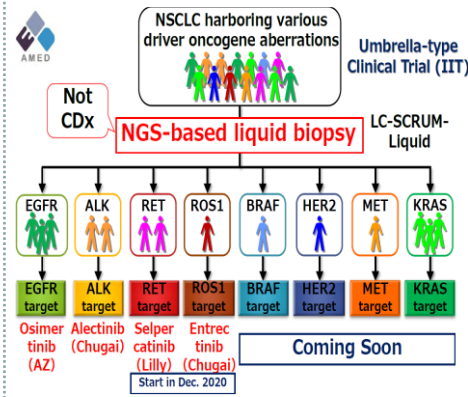 AMED
NSCLC harboring various
driver oncogene aberrations
Umbrella-type
Clinical Trial (IIT)
Not
CDx
NGS-based liquid biopsy
LC-SCRUM-
Liquid
EGFR ALK RET ROS1 BRAF HER2 MET KRAS
EGFR target
ALK target
RET target
ROS1 target
BRAF target
HER2 target
MET target
KRAS target
Osimer
tinib
(AZ)
Alectinib
(Chugai)
Selper
catinib
(Lilly)
Entrec
tinib
(Chugai)
Coming Soon
Start in Dec. 2020